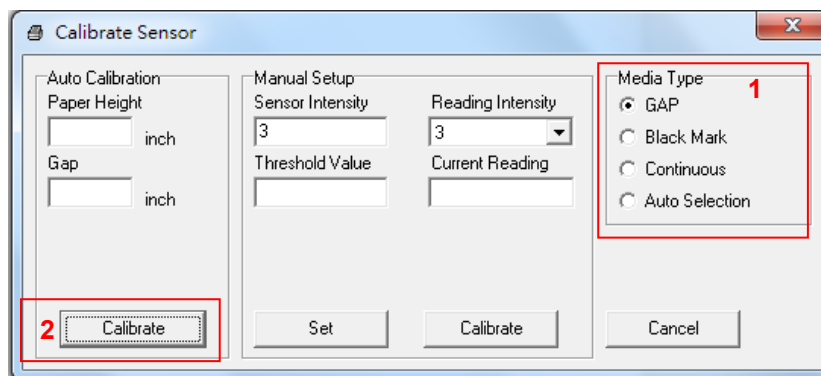 Calibrate Sensor
Auto Calibration
Paper Height
inch
Gap
inch
2
Calibrate
Manual Setup
Sensor Intensity
Reading Intensity
3
3
Threshold Value
Current Reading
Set
Calibrate
Media Type
1
GAP
Black Mark
Continuous
Auto Selection
Cancel